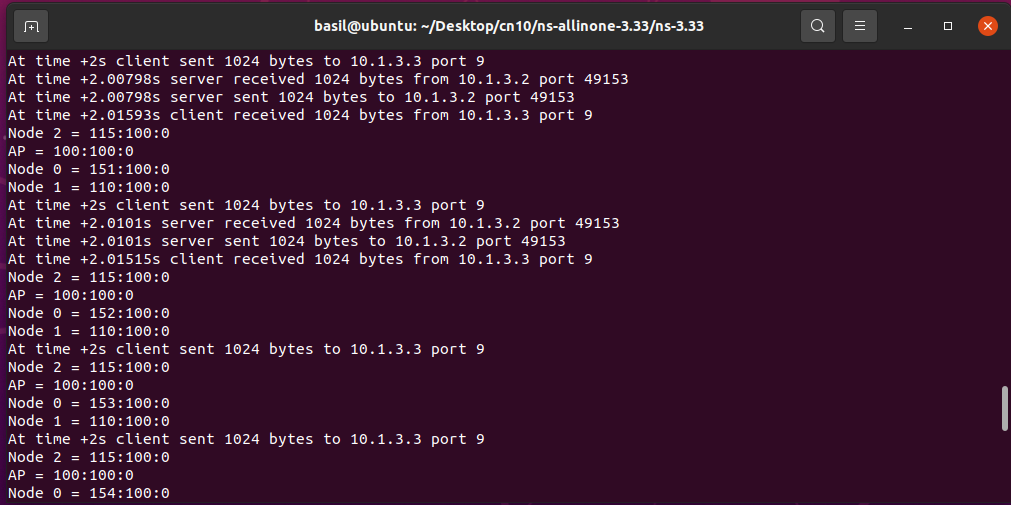 basil@ubuntu: ~/Desktop/cn10/ns-allinone-3.33/ns-3.33
At time +2s client sent 1024 bytes to 10.1.3.3 port 9
At time +2.00798s server received 1024 bytes from 10.1.3.2 port 49153
At time +2.00798s server sent 1024 bytes to 10.1.3.2 port 49153
At time +2.01593s client received 1024 bytes from 10.1.3.3 port 9
Node 2 = 115:100:0
AP = 100:100:0
Node 0 = 151:100:0
Node 1 = 110:100:0
At time +2s client sent 1024 bytes to 10.1.3.3 port 9
At time +2.0101s server received 1024 bytes from 10.1.3.2 port 49153
At time +2.0101s server sent 1024 bytes to 10.1.3.2 port 49153
At time +2.01515s client received 1024 bytes from 10.1.3.3 port 9
Node 2 = 115:100:0
AP = 100:100:0
Node 0 = 152:100:0
Node 1 = 110:100:0
At time +2s client sent 1024 bytes to 10.1.3.3 port 9
Node 2 = 115:100:0
AP = 100:100:0
Node 0 = 153:100:0
Node 1 = 110:100:0
At time +2s client sent 1024 bytes to 10.1.3.3 port 9
Node 2 = 115:100:0
AP = 100:100:0
Node 0 = 154:100:0